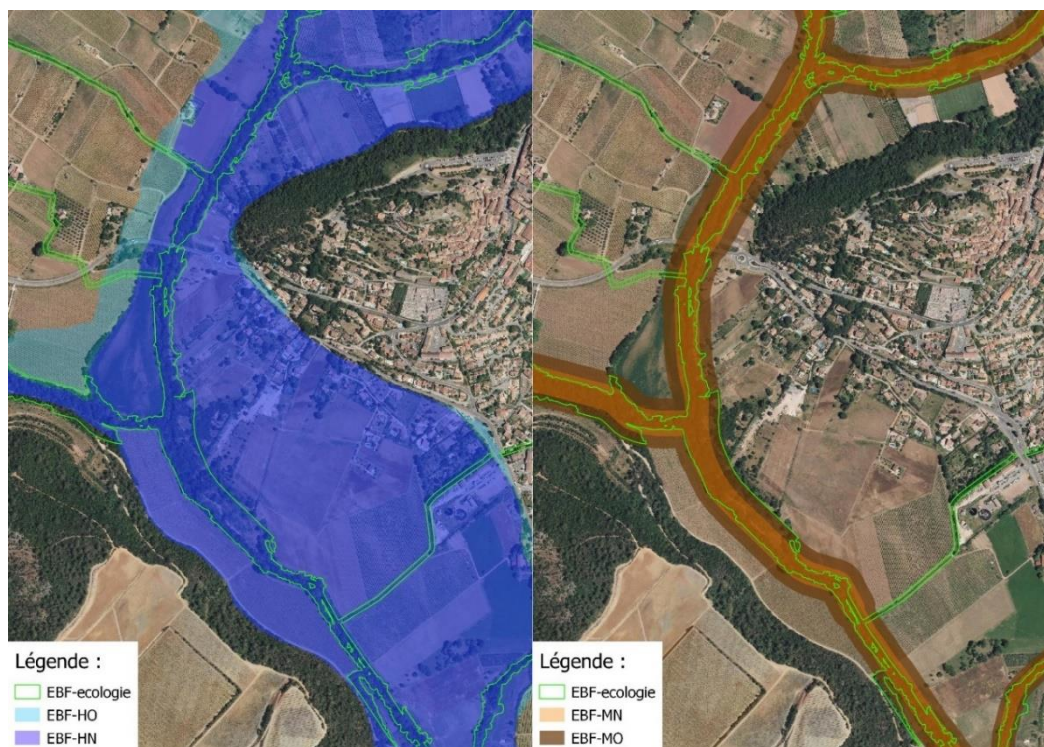 Légende :
EBF-ecologie
EBF-HO
EBF-HN
Légende :
EBF-ecologie
EBF-MN
EBF-MO